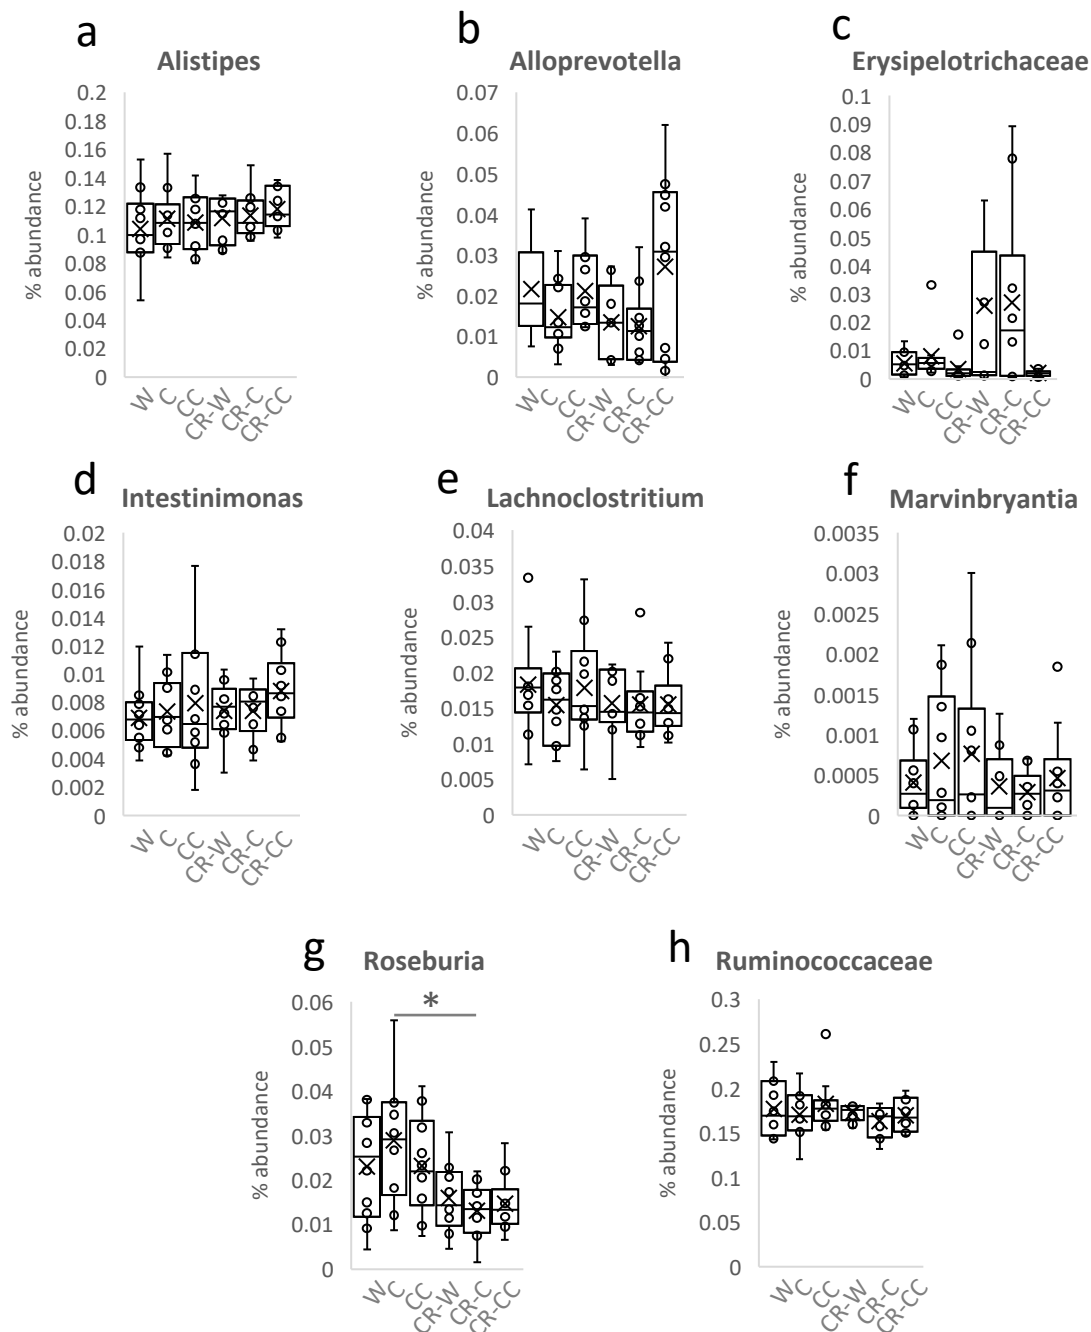 a
Alistipes
% abundance
0.2
0.18
0.16
0.14
0.12
0.1
0.08
0.06
0.04
0.02
0
W
C
CC
CR-W
CR-C
CR-CC
b
Alloprevotella
% abundance
0.07
0.06
0.05
0.04
0.03
0.02
0.01
0
W
C
CC
CR-W
CR-C
CR-CC
c
Erysipelotrichaceae
% abundance
0.1
0.09
0.08
0.07
0.06
0.05
0.04
0.03
0.02
0.01
0
W
C
CC
CR-W
CR-C
CR-CC
d
Intestinimonas
% abundance
0.02
0.018
0.016
0.014
0.012
0.01
0.008
0.006
0.004
0.002
0
W
C
CC
CR-W
CR-C
CR-CC
e
Lachnoclostritium
% abundance
0.04
0.035
0.03
0.025
0.02
0.015
0.01
0.005
0
W
C
CC
CR-W
CR-C
CR-CC
f
Marvinbryantia
% abundance
0.0035
0.003
0.0025
0.002
0.0015
0.001
0.0005
0
W
C
CC
CR-W
CR-C
CR-CC
g
Roseburia
% abundance
0.06
0.05
0.04
0.03
0.02
0.01
0
*
W
C
CC
CR-W
CR-C
CR-CC
h
Ruminococcaceae
% abundance
0.3
0.25
0.2
0.15
0.1
0.05
0
W
C
CC
CR-W
CR-C
CR-CC